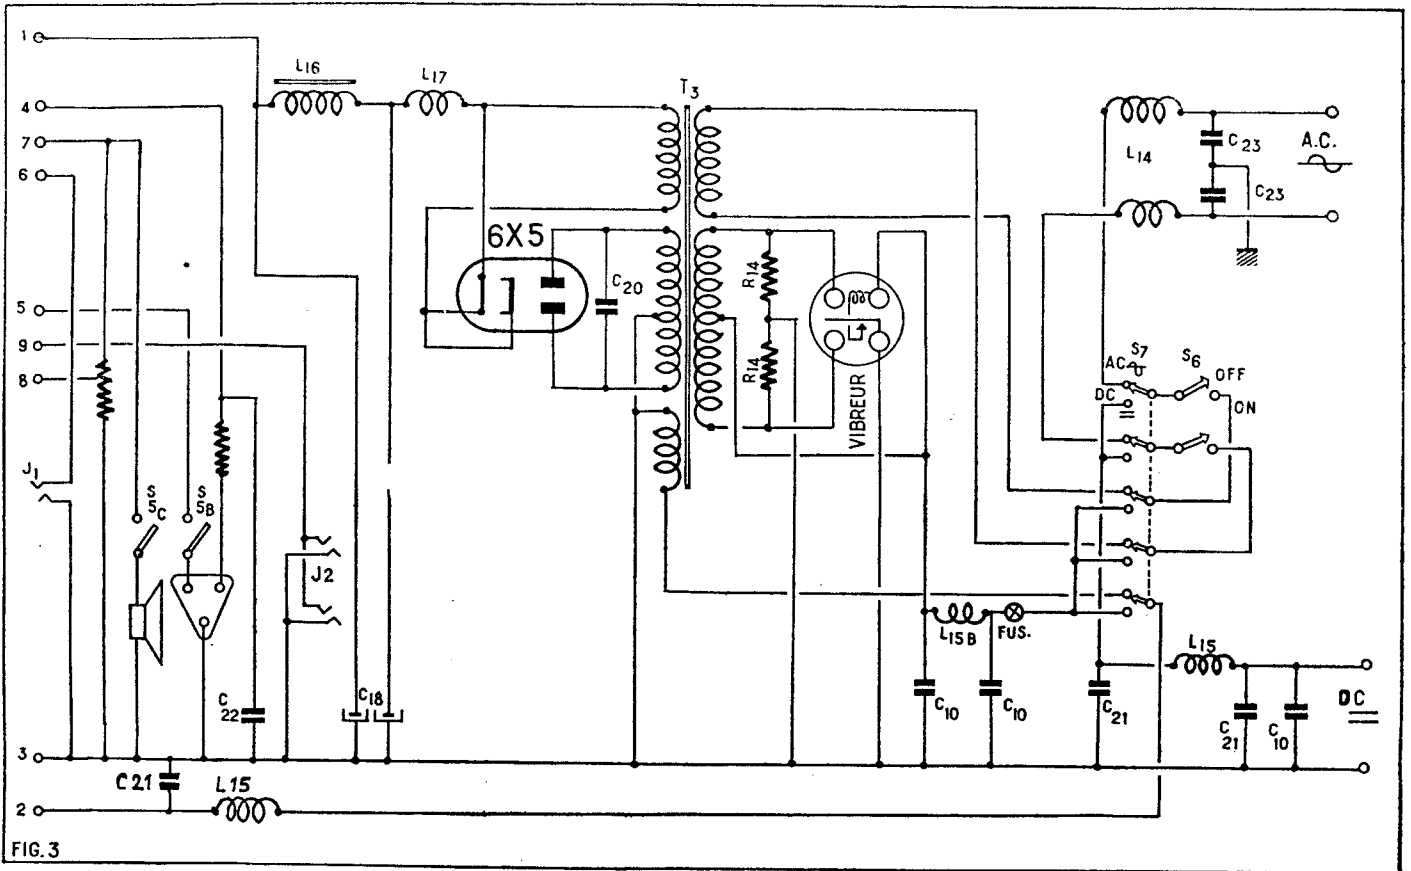 1
L16
L17
T3
4
7
6
A.C.
C23
L14
C23
6X5
C20
R14
5
9
8
R14
VIBREUR
AC
S7
S6
OFF
DC
ON
J1
S5C
S5B
J2
L15B
FUS.
L15
C22
C18
C10
C10
C21
C21
C10
DC
3
C21
L15
2
FIG.3